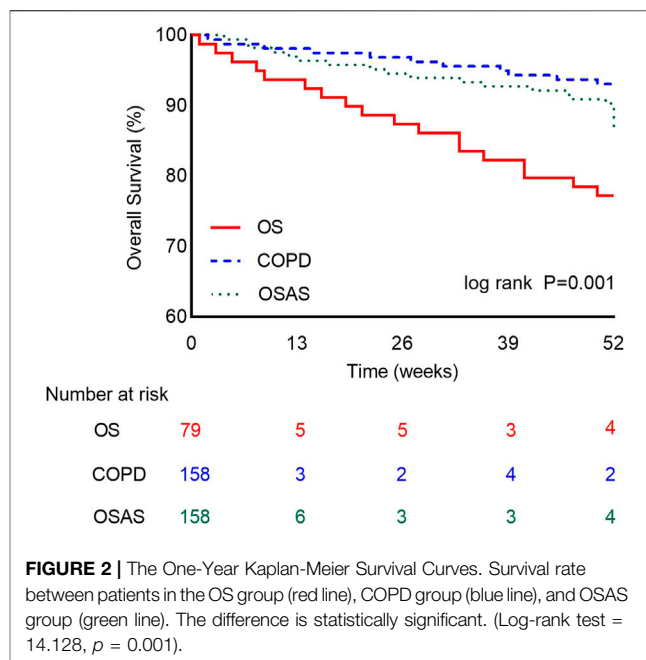 100
90
80
70
60
Overall Survival (%)
OS
COPD
OSAS
log rank P=0.001
0 13 26 39 52
Time (weeks)
Number at risk
OS 79 5 5 3 4
COPD 158 3 2 4 2
OSAS 158 6 3 3 4
FIGURE 2 | The One-Year Kaplan-Meier Survival Curves. Survival rate
between patients in the OS group (red line), COPD group (blue line), and OSAS
group (green line). The difference is statistically significant. (Log-rank test =
14.128, p = 0.001).